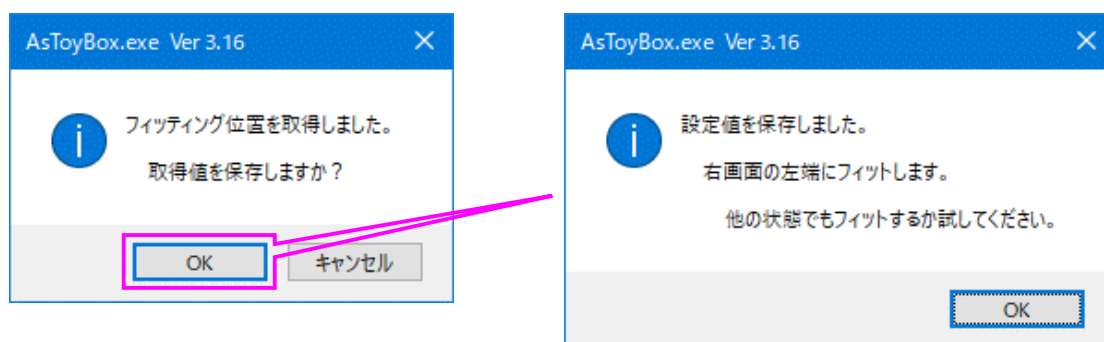 AsToyBox.exe Ver 3.16
フィッティング位置を取得しました。
取得値を保存しますか？
OK
キャンセル
AsToyBox.exe Ver 3.16
設定値を保存しました。
右画面の左端にフィットします。
他の状態でもフィットするか試してください。
OK